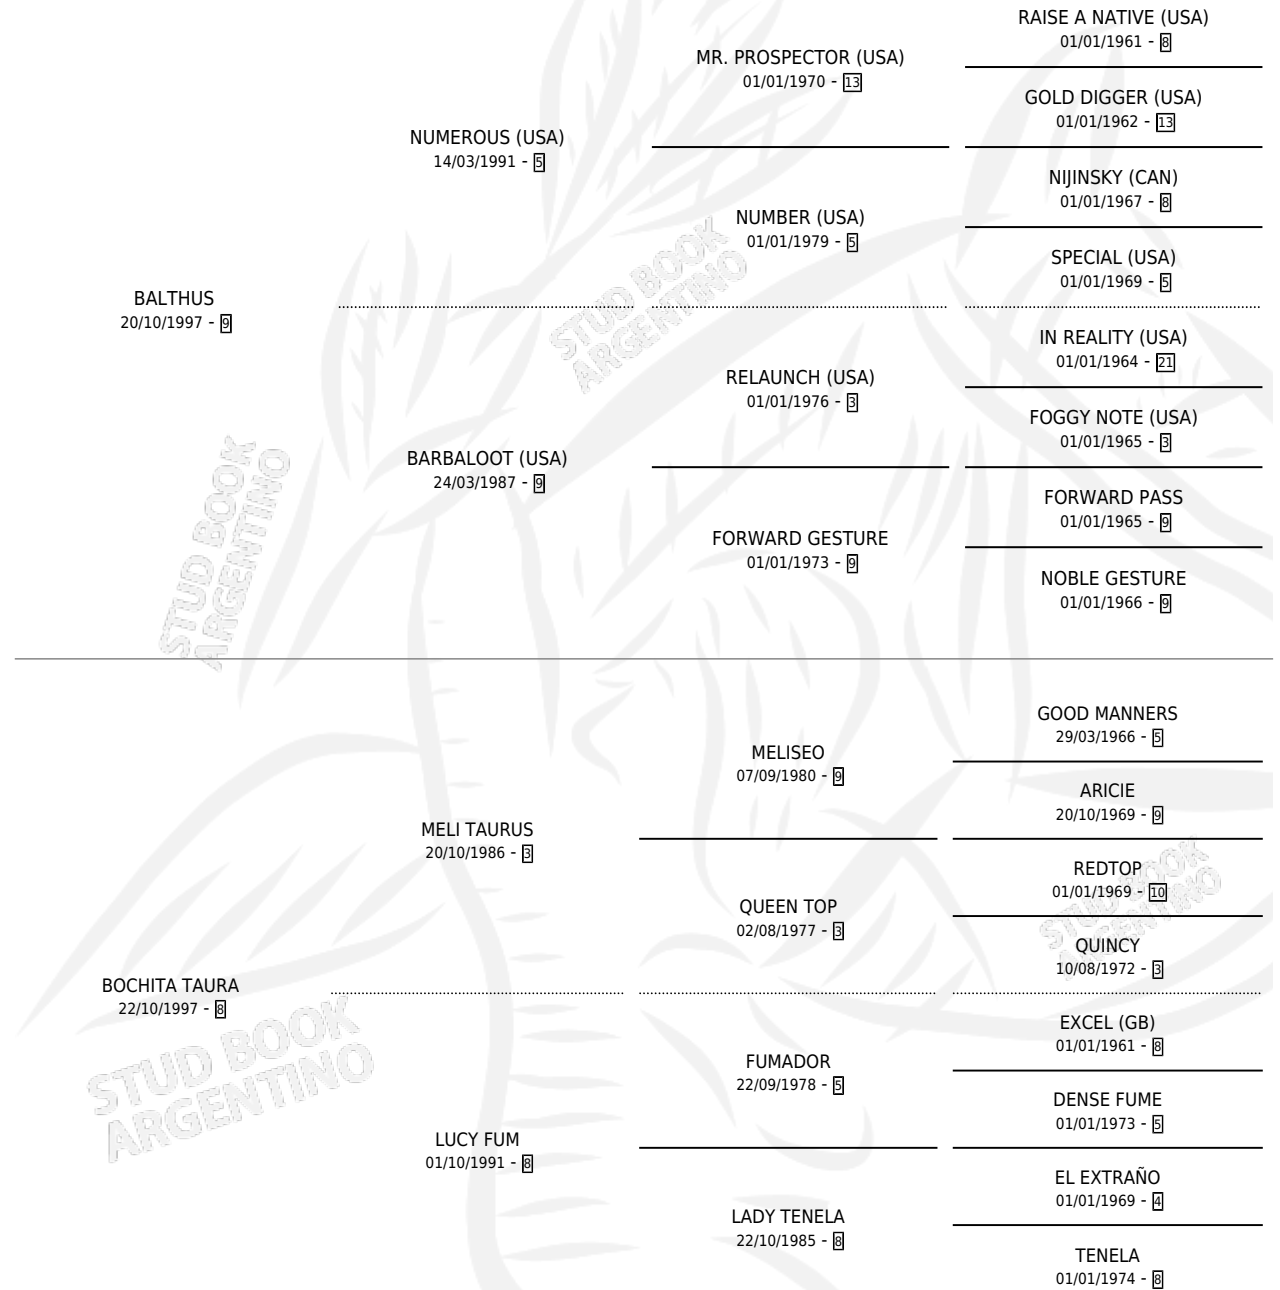 RAISE A NATIVE (USA)
01/01/1961 - 8
MR. PROSPECTOR (USA)
01/01/1970 - 13
GOLD DIGGER (USA)
01/01/1962 - 13
NUMEROUS (USA)
14/03/1991 - 5
NIJINSKY (CAN)
01/01/1967 - 8
NUMBER (USA)
01/01/1979 - 5
SPECIAL (USA)
01/01/1969 - 5
STUD BOOK
ARGENTINO
BALTHUS
20/10/1997 - 9
IN REALITY (USA)
01/01/1964 - 21
RELAUNCH (USA)
01/01/1976 - 3
FOGGY NOTE (USA)
01/01/1965 - 3
BARBALOOT (USA)
24/03/1987 - 9
FORWARD PASS
01/01/1965 - 9
FORWARD GESTURE
01/01/1973 - 9
NOBLE GESTURE
01/01/1966 - 9
STUD BOOK
ARGENTINO
GOOD MANNERS
29/03/1966 - 5
MELISEO
07/09/1980 - 9
ARICIE
20/10/1969 - 9
MELI TAURUS
20/10/1986 - 3
REDTOP
01/01/1969 - 10
QUEEN TOP
02/08/1977 - 3
QUINCY
10/08/1972 - 3
STUD BOOK
ARGENTINO
BOCHITA TAURA
22/10/1997 - 8
EXCEL (GB)
01/01/1961 - 8
FUMADOR
22/09/1978 - 5
DENSE FUME
01/01/1973 - 5
STUD BOOK
ARGENTINO
LUCY FUM
01/10/1991 - 8
EL EXTRAÑO
01/01/1969 - 4
LADY TENELA
22/10/1985 - 8
TENELA
01/01/1974 - 8